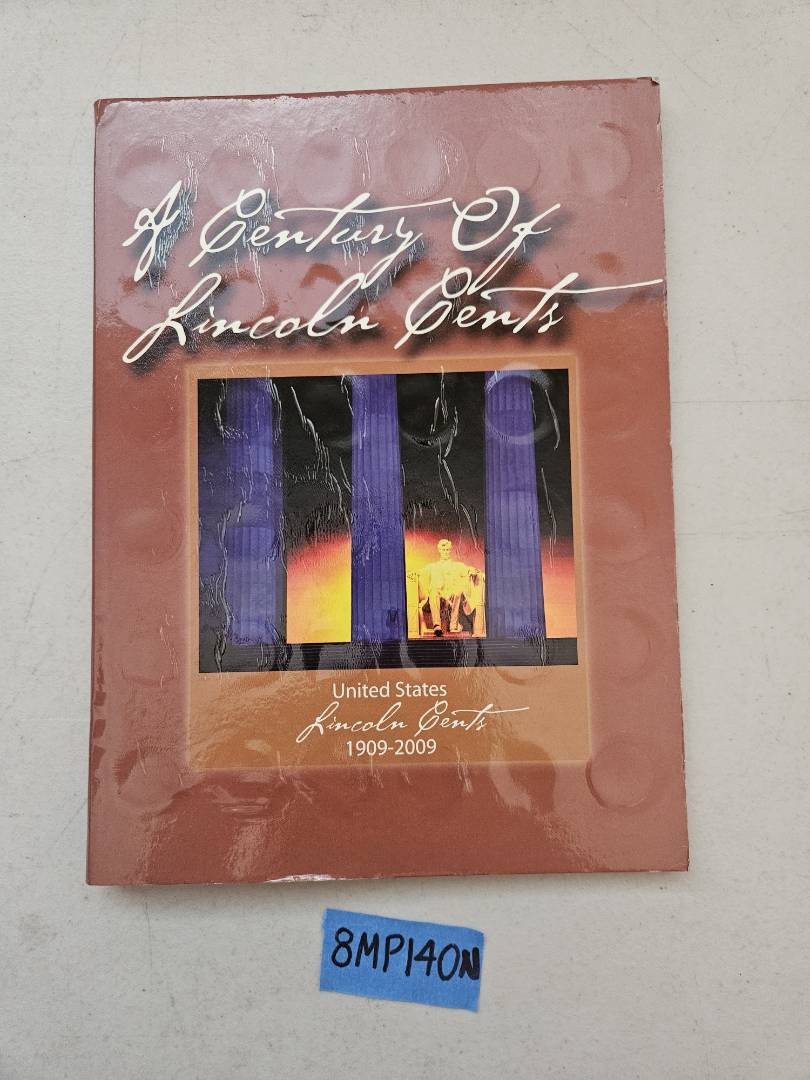 A Century Of
Lincoln Cents
United States
Lincoln Cents
1909-2009
8MP140N